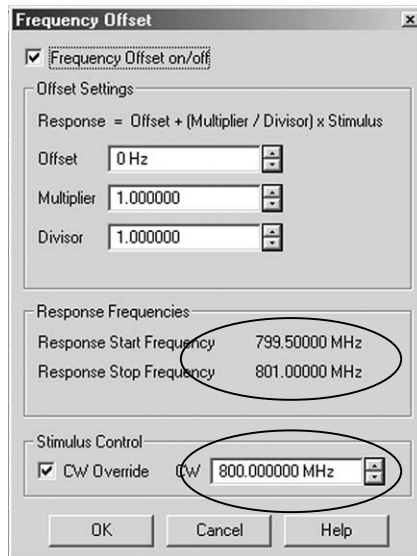 Frequency Offset
Frequency Offset on/off
Offset Settings
Response = Offset + (Multiplier / Divisor) x Stimulus
Offset 0 Hz
Multiplier 1.000000
Divisor 1.000000
Response Frequencies
Response Start Frequency 799.50000 MHz
Response Stop Frequency 801.00000 MHz
Stimulus Control
CW Override CW 800.000000 MHz
OK Cancel Help